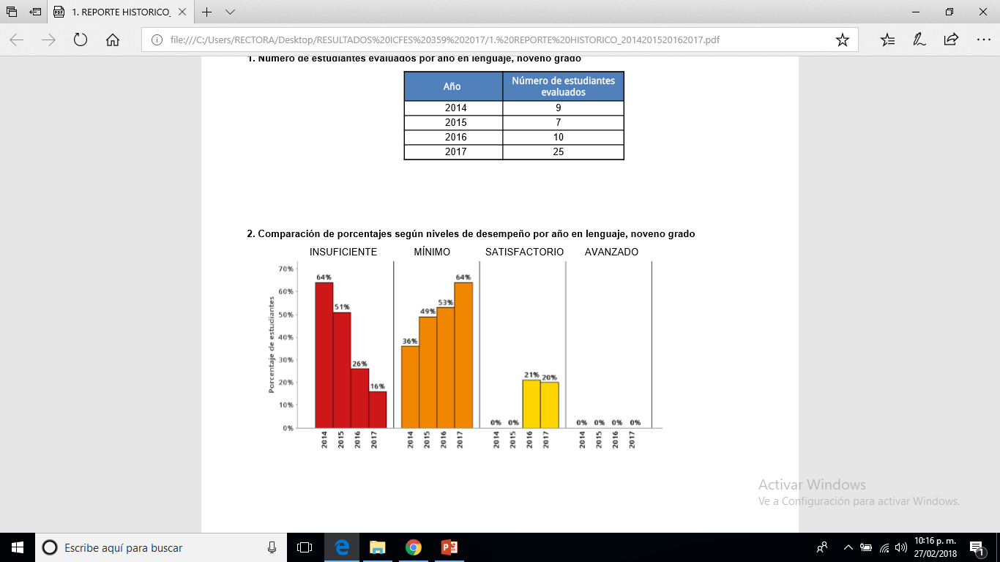 1. REPORTE HISTORICO_
file:///C:/Users/RECTORA/Desktop/RESULTADOS%20ICFES%20359%202017/1.%20REPORTE%20HISTORICO_2014201520162017.pdf
1. Número de estudiantes evaluados por año en lenguaje, noveno grado
Año Número de estudiantes evaluados
2014 9
2015 7
2016 10
2017 25
2. Comparación de porcentajes según niveles de desempeño por año en lenguaje, noveno grado
INSUFICIENTE MÍNIMO SATISFACTORIO AVANZADO
Porcentaje de estudiantes
70%
60%
50%
40%
30%
20%
10%
0%
64% 51% 26% 16%
36% 49% 53% 64%
0% 0% 21% 20%
0% 0% 0% 0%
2014 2015 2016 2017 2014 2015 2016 2017 2014 2015 2016 2017 2014 2015 2016 2017
Activar Windows
Ve a Configuración para activar Windows.
Escribe aquí para buscar
10:16 p. m.
27/02/2018
1